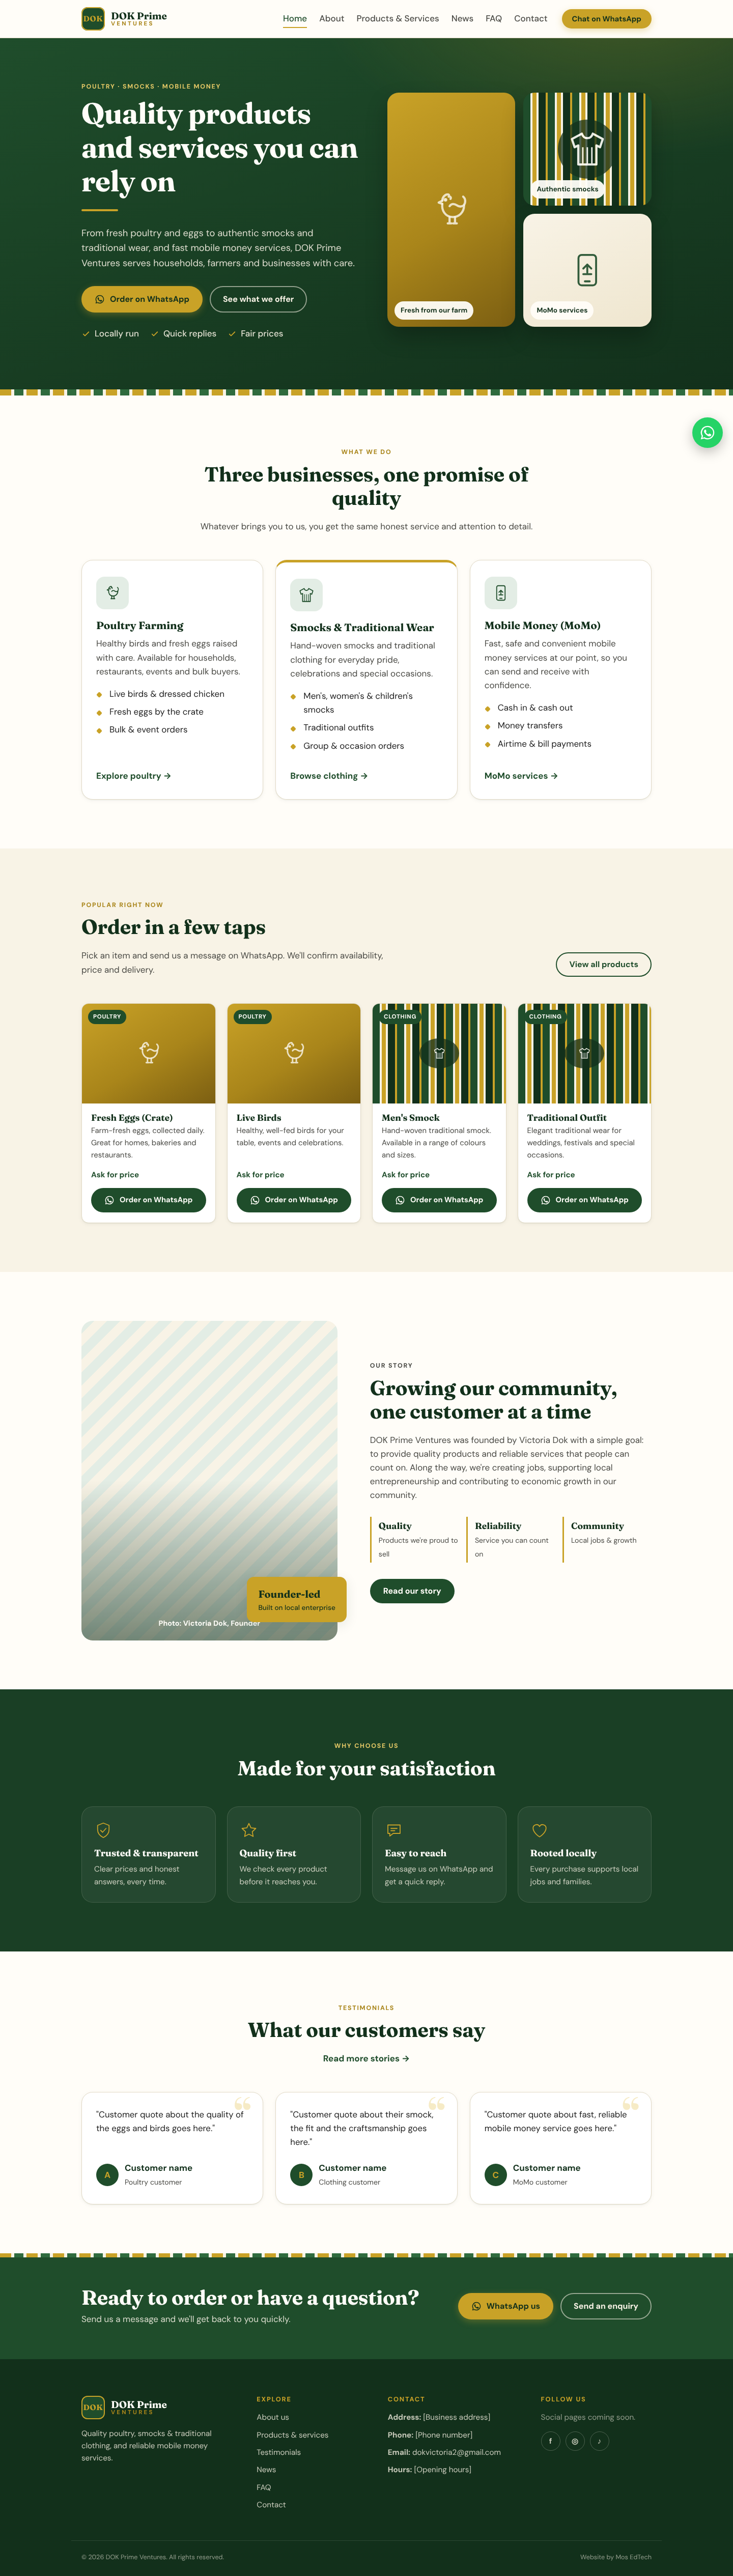 DOK
DOK Prime
VENTURES
Home
About
Products & Services
News
FAQ
Contact
Chat on WhatsApp
POULTRY · SMOCKS · MOBILE MONEY
Quality products
and services you can
rely on
From fresh poultry and eggs to authentic smocks and
traditional wear, and fast mobile money services, DOK Prime
Ventures serves households, farmers and businesses with care.
Order on WhatsApp
See what we offer
Locally run
Quick replies
Fair prices
Fresh from our farm
Authentic smocks
MoMo services
WHAT WE DO
Three businesses, one promise of
quality
Whatever brings you to us, you get the same honest service and attention to detail.
Poultry Farming
Healthy birds and fresh eggs raised
with care. Available for households,
restaurants, events and bulk buyers.
Live birds & dressed chicken
Fresh eggs by the crate
Bulk & event orders
Explore poultry →
Smocks & Traditional Wear
Hand-woven smocks and traditional
clothing for everyday pride,
celebrations and special occasions.
Men's, women's & children's
smocks
Traditional outfits
Group & occasion orders
Browse clothing →
Mobile Money (MoMo)
Fast, safe and convenient mobile
money services at our point, so you
can send and receive with
confidence.
Cash in & cash out
Money transfers
Airtime & bill payments
MoMo services →
POPULAR RIGHT NOW
Order in a few taps
Pick an item and send us a message on WhatsApp. We'll confirm availability,
price and delivery.
View all products
POULTRY
Fresh Eggs (Crate)
Farm-fresh eggs, collected daily.
Great for homes, bakeries and
restaurants.
Ask for price
Order on WhatsApp
POULTRY
Live Birds
Healthy, well-fed birds for your
table, events and celebrations.
Ask for price
Order on WhatsApp
CLOTHING
Men's Smock
Hand-woven traditional smock.
Available in a range of colours
and sizes.
Ask for price
Order on WhatsApp
CLOTHING
Traditional Outfit
Elegant traditional wear for
weddings, festivals and special
occasions.
Ask for price
Order on WhatsApp
Founder-led
Built on local enterprise
Photo: Victoria Dok, Founder
OUR STORY
Growing our community,
one customer at a time
DOK Prime Ventures was founded by Victoria Dok with a simple goal:
to provide quality products and reliable services that people can
count on. Along the way, we're creating jobs, supporting local
entrepreneurship and contributing to economic growth in our
community.
Quality
Products we're proud to
sell
Reliability
Service you can count
on
Community
Local jobs & growth
Read our story
WHY CHOOSE US
Made for your satisfaction
Trusted & transparent
Clear prices and honest
answers, every time.
Quality first
We check every product
before it reaches you.
Easy to reach
Message us on WhatsApp and
get a quick reply.
Rooted locally
Every purchase supports local
jobs and families.
TESTIMONIALS
What our customers say
Read more stories →
"Customer quote about the quality of
the eggs and birds goes here."
A
Customer name
Poultry customer
"Customer quote about their smock,
the fit and the craftsmanship goes
here."
B
Customer name
Clothing customer
"Customer quote about fast, reliable
mobile money service goes here."
C
Customer name
MoMo customer
Ready to order or have a question?
Send us a message and we'll get back to you quickly.
WhatsApp us
Send an enquiry
DOK
DOK Prime
VENTURES
Quality poultry, smocks & traditional
clothing, and reliable mobile money
services.
EXPLORE
About us
Products & services
Testimonials
News
FAQ
Contact
CONTACT
Address: [Business address]
Phone: [Phone number]
Email: dokvictoria2@gmail.com
Hours: [Opening hours]
FOLLOW US
Social pages coming soon.
f
© 2026 DOK Prime Ventures. All rights reserved.
Website by Mos EdTech